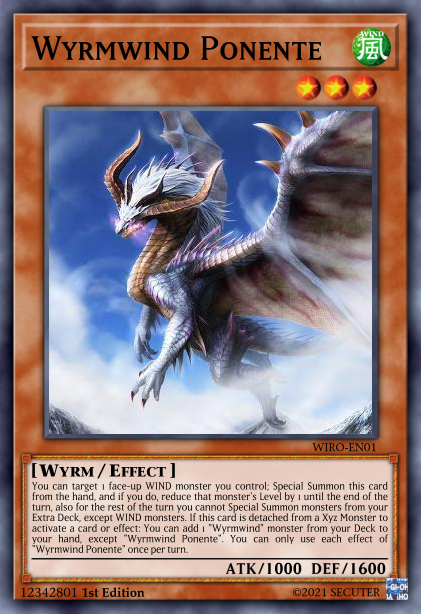 Wyrmwind Ponente
WIND
風
WIRO-EN01
[Wyrm / Effect]
You can target 1 face-up WIND monster you control; Special Summon this card
from the hand, and if you do, reduce that monster's Level by 1 until the end of the
turn, also for the rest of the turn you cannot Special Summon monsters from your
Extra Deck, except WIND monsters. If this card is detached from a Xyz Monster to
activate a card or effect: You can add 1 "Wyrmwind" monster from your Deck to
your hand, except "Wyrmwind Ponente". You can only use each effect of
"Wyrmwind Ponente" once per turn.
ATK/1000 DEF/1600
12342801 1st Edition
©2021 SECUTER